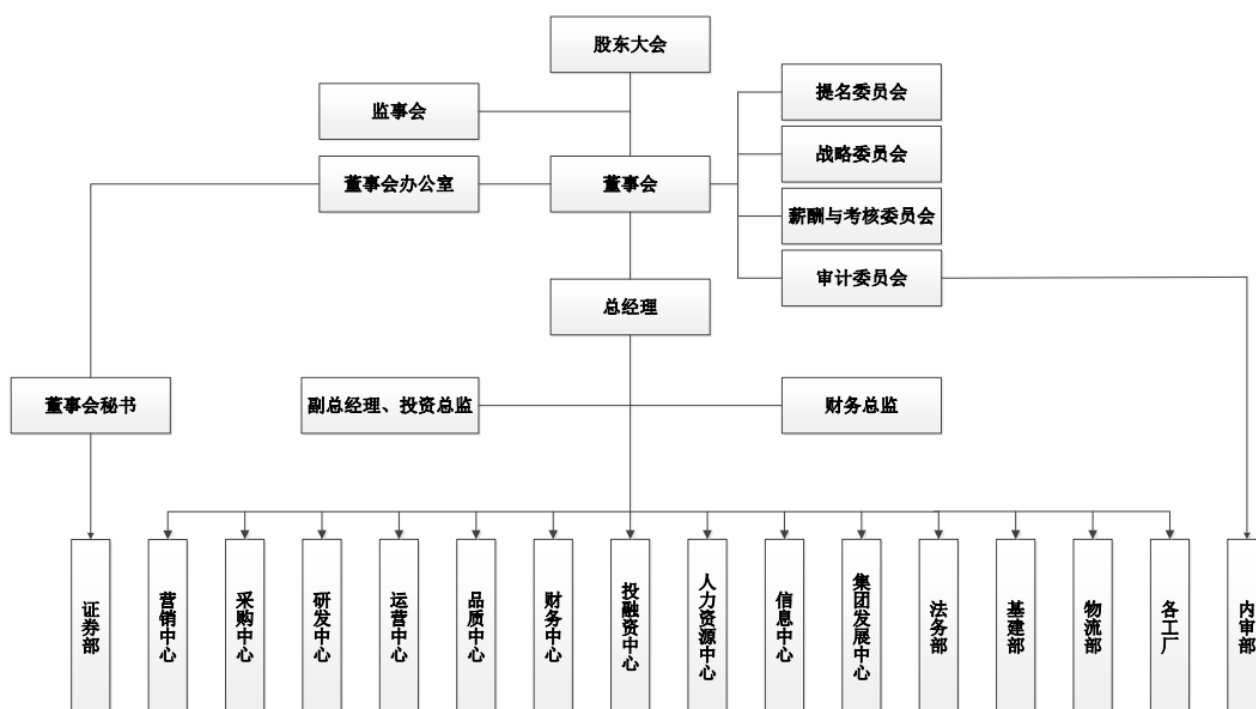 股东大会
监事会
提名委员会
战略委员会
董事会办公室
董事会
薪酬与考核委员会
审计委员会
总经理
董事会秘书
副总经理、投资总监
财务总监
证券部
营销中心
采购中心
研发中心
运营中心
品质中心
财务中心
投融资中心
人力资源中心
信息中心
集团发展中心
法务部
基建部
物流部
各工厂
内审部